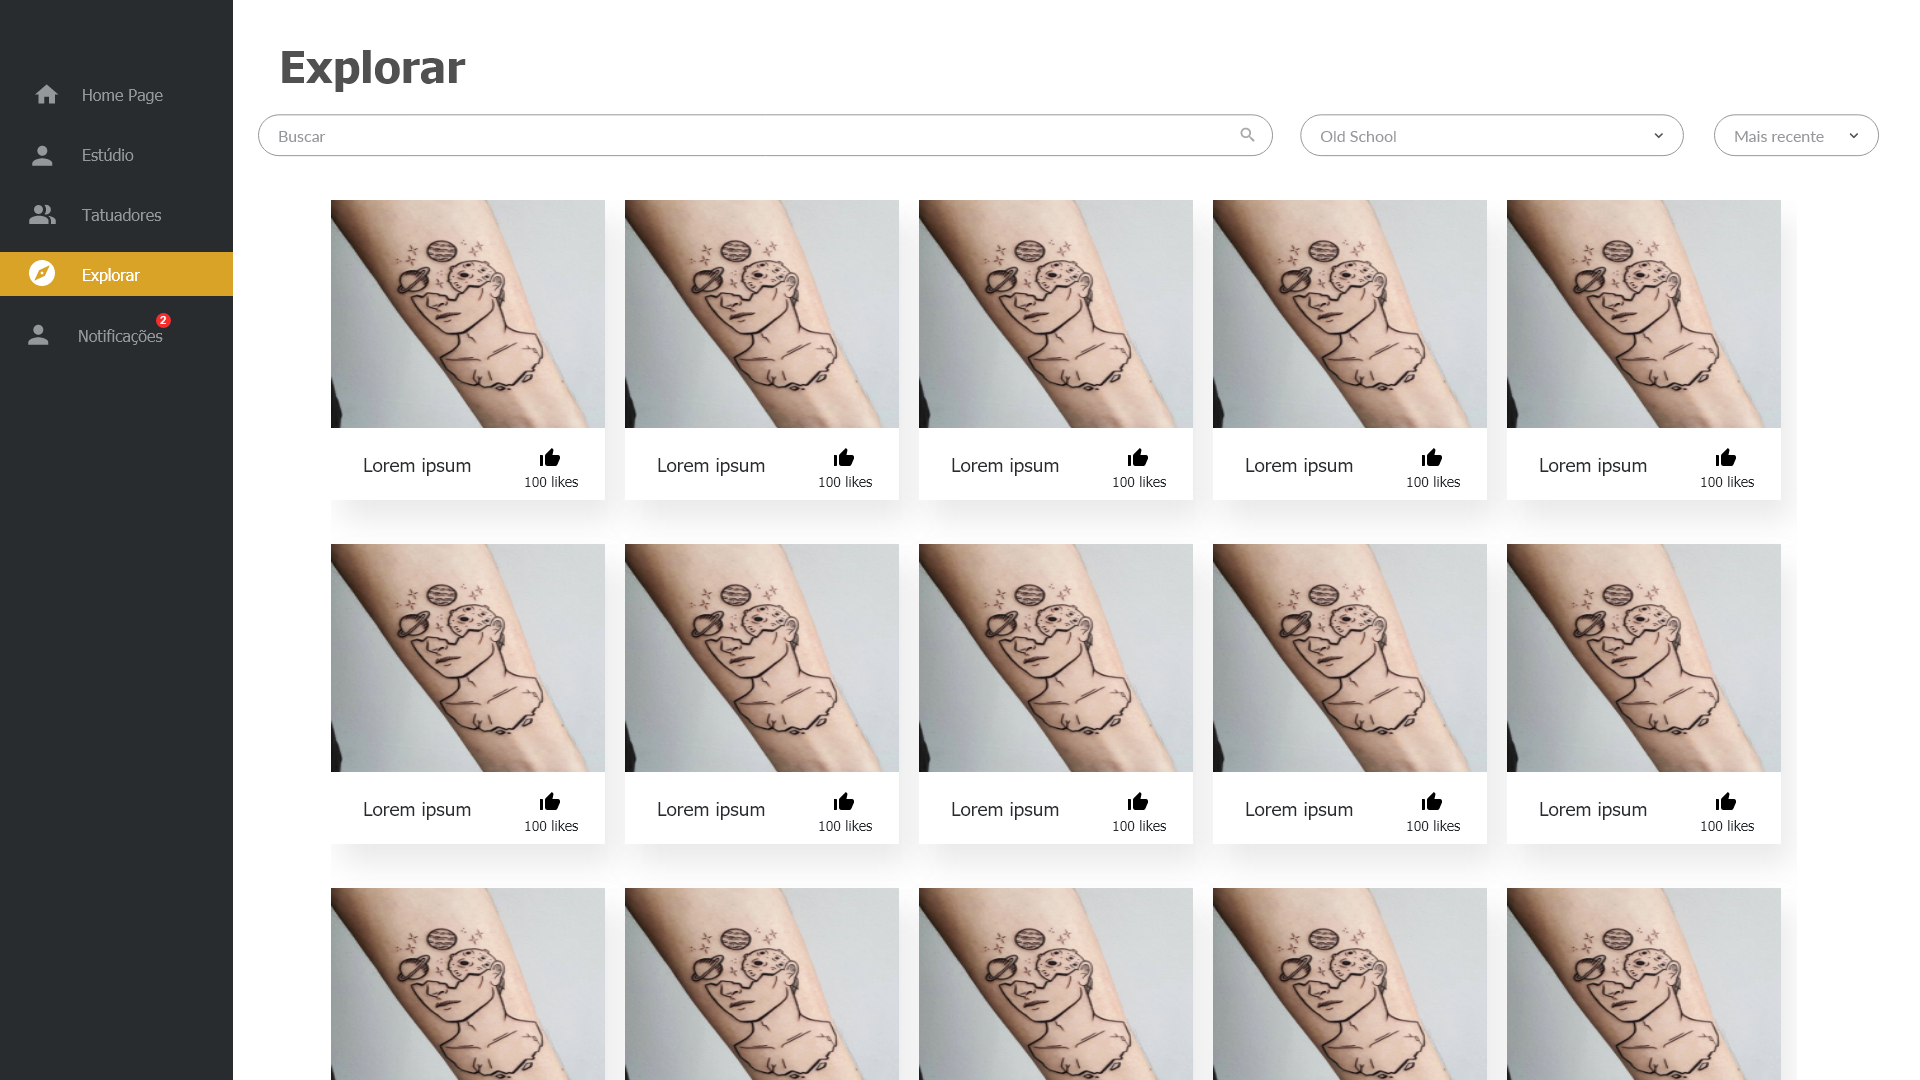 Home Page
Estúdio
Tatuadores
Explorar
Notificações 2
Explorar
Buscar
Old School
Mais recente
Lorem ipsum
100 likes
Lorem ipsum
100 likes
Lorem ipsum
100 likes
Lorem ipsum
100 likes
Lorem ipsum
100 likes
Lorem ipsum
100 likes
Lorem ipsum
100 likes
Lorem ipsum
100 likes
Lorem ipsum
100 likes
Lorem ipsum
100 likes